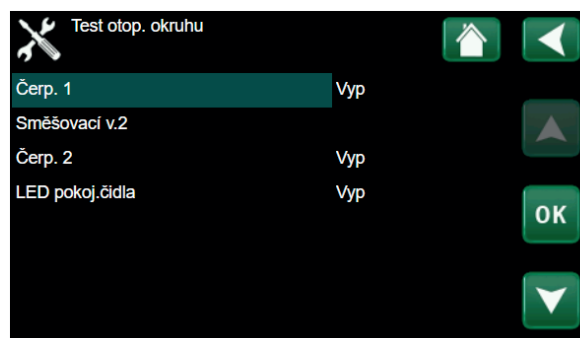 Test otop. okruhu
Čerp. 1 Vyp
Směšovací v.2
Čerp. 2 Vyp
LED pokoj.čidla Vyp
OK